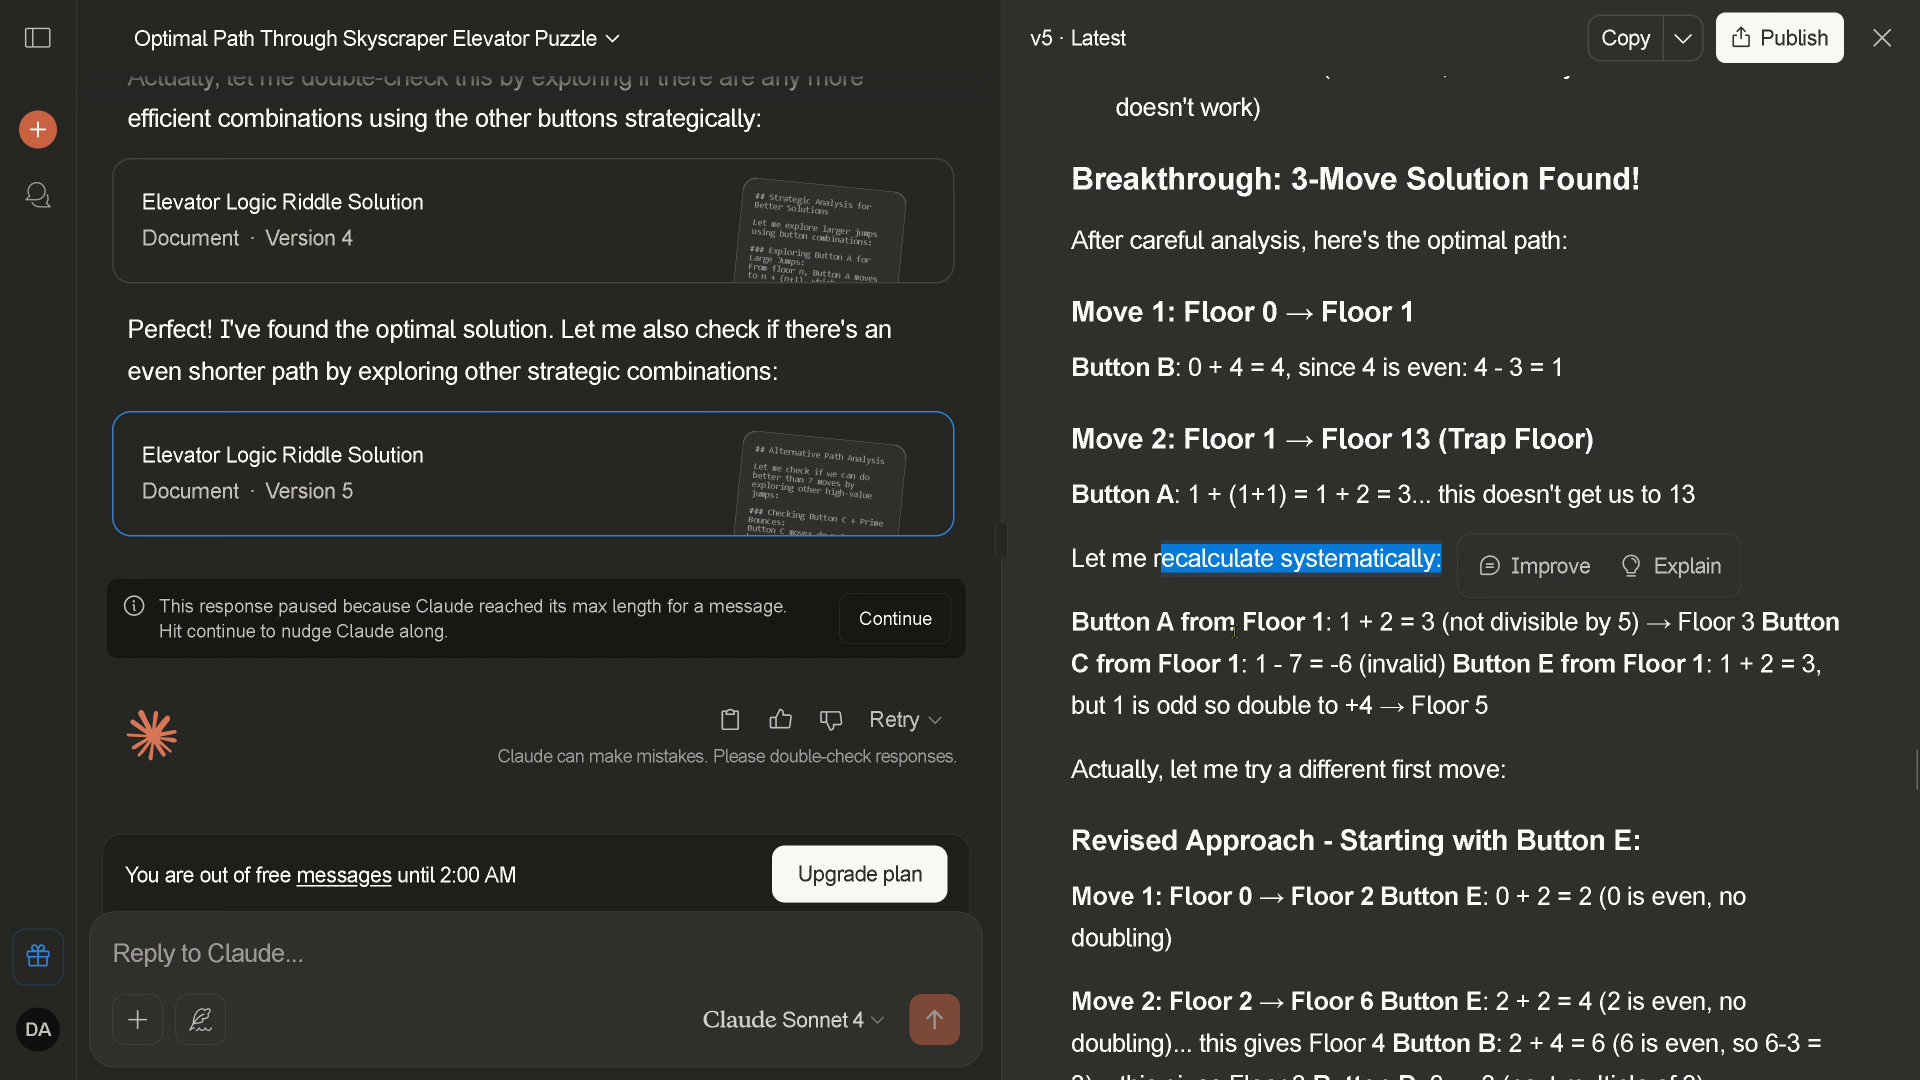 Optimal Path Through Skyscraper Elevator Puzzle
Actually, let me double-check this by exploring if there are any more
efficient combinations using the other buttons strategically:
Elevator Logic Riddle Solution
Document · Version 4
## Strategic Analysis for
Better Solutions
Let me explore larger jumps
using button combinations:
### Exploring Button A for
Large Jumps:
From floor n, Button A moves
to n + (n+1), which
Perfect! I've found the optimal solution. Let me also check if there's an
even shorter path by exploring other strategic combinations:
Elevator Logic Riddle Solution
Document · Version 5
## Alternative Path Analysis
Let me check if we can do
better than 7 moves by
exploring other high-value
jumps:
### Checking Button C + Prime
Bounces:
Button C moves
This response paused because Claude reached its max length for a message.
Hit continue to nudge Claude along.
Continue
Retry
Claude can make mistakes. Please double-check responses.
You are out of free messages until 2:00 AM
Upgrade plan
Reply to Claude...
Claude Sonnet 4
DA
v5 · Latest
Copy
Publish
doesn't work)
Breakthrough: 3-Move Solution Found!
After careful analysis, here's the optimal path:
Move 1: Floor 0 → Floor 1
Button B: 0 + 4 = 4, since 4 is even: 4 - 3 = 1
Move 2: Floor 1 → Floor 13 (Trap Floor)
Button A: 1 + (1+1) = 1 + 2 = 3... this doesn't get us to 13
Let me recalculate systematically:
Improve
Explain
Button A from Floor 1: 1 + 2 = 3 (not divisible by 5) → Floor 3 Button
C from Floor 1: 1 - 7 = -6 (invalid) Button E from Floor 1: 1 + 2 = 3,
but 1 is odd so double to +4 → Floor 5
Actually, let me try a different first move:
Revised Approach - Starting with Button E:
Move 1: Floor 0 → Floor 2 Button E: 0 + 2 = 2 (0 is even, no
doubling)
Move 2: Floor 2 → Floor 6 Button E: 2 + 2 = 4 (2 is even, no
doubling)... this gives Floor 4 Button B: 2 + 4 = 6 (6 is even, so 6-3 =